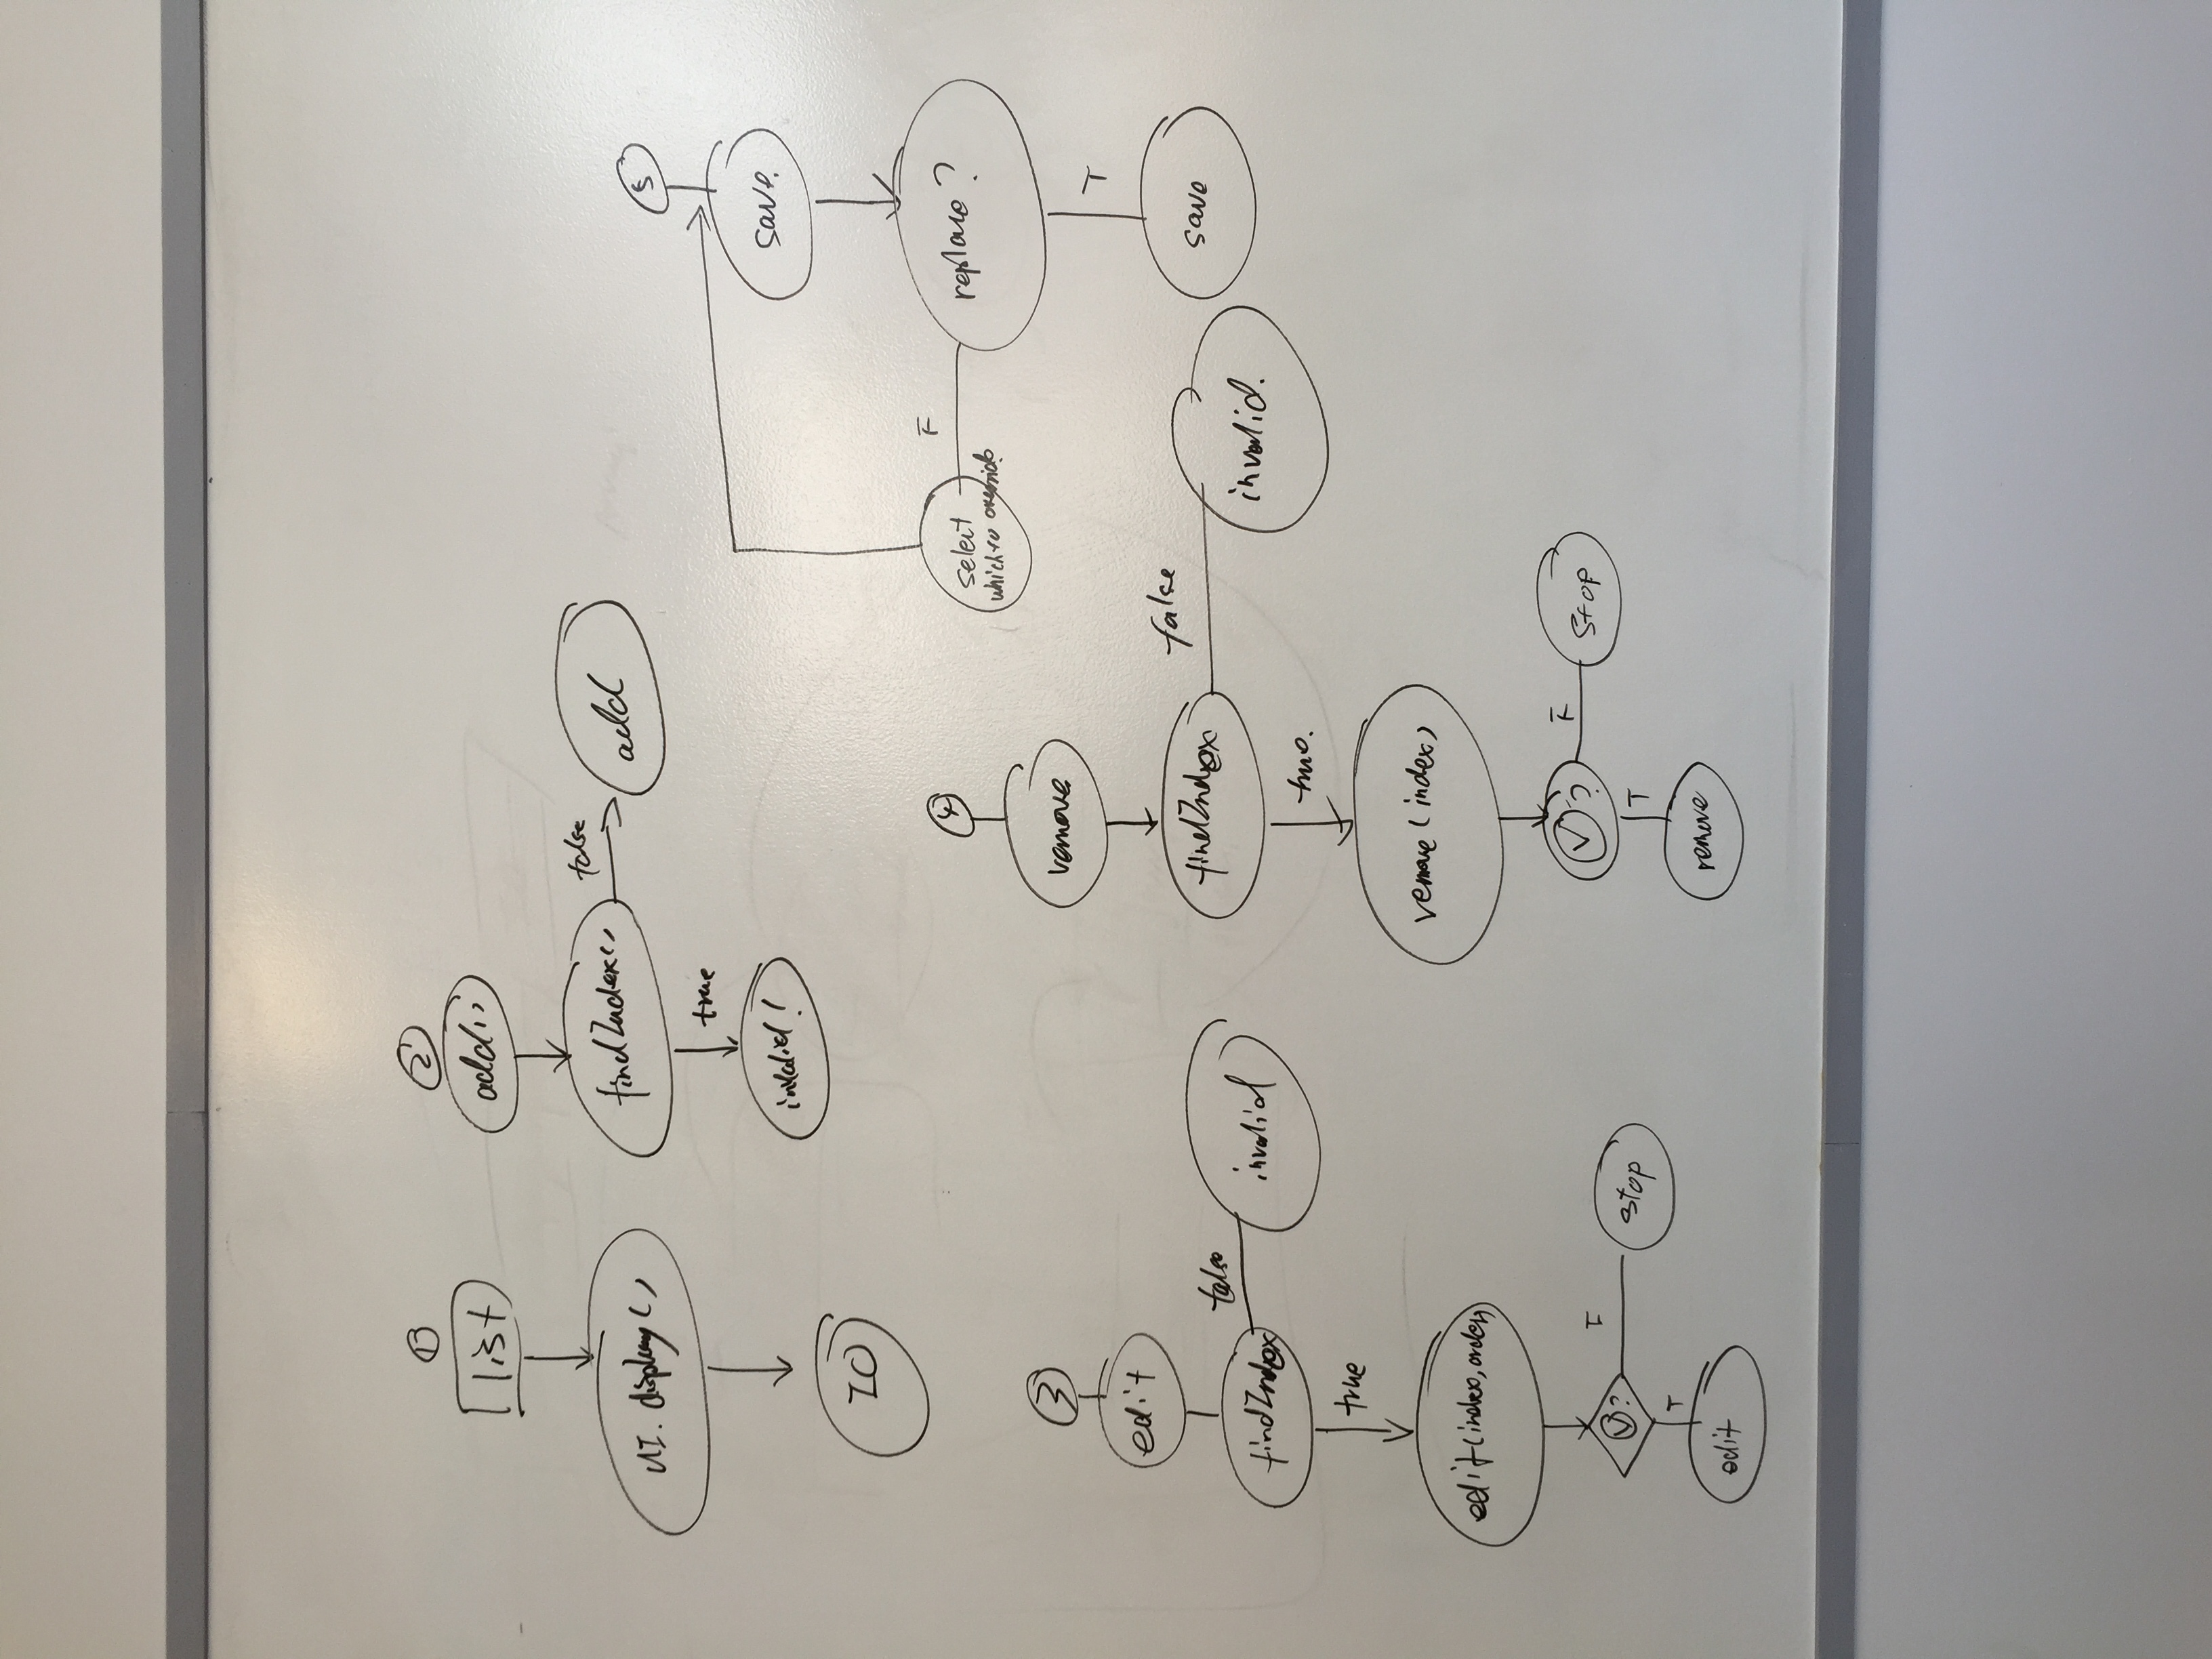 1
list
UI. display()
IO
2
add()
findIndex()
false
add
true
invalid!
3
edit
findIndex
false
invalid
true
edit(index, order)
?
F
stop
T
edit
4
remove
findIndex
false
invalid.
true.
remove(index)
?
F
stop
T
remove
5
save.
replace?
F
select
which to override
T
save